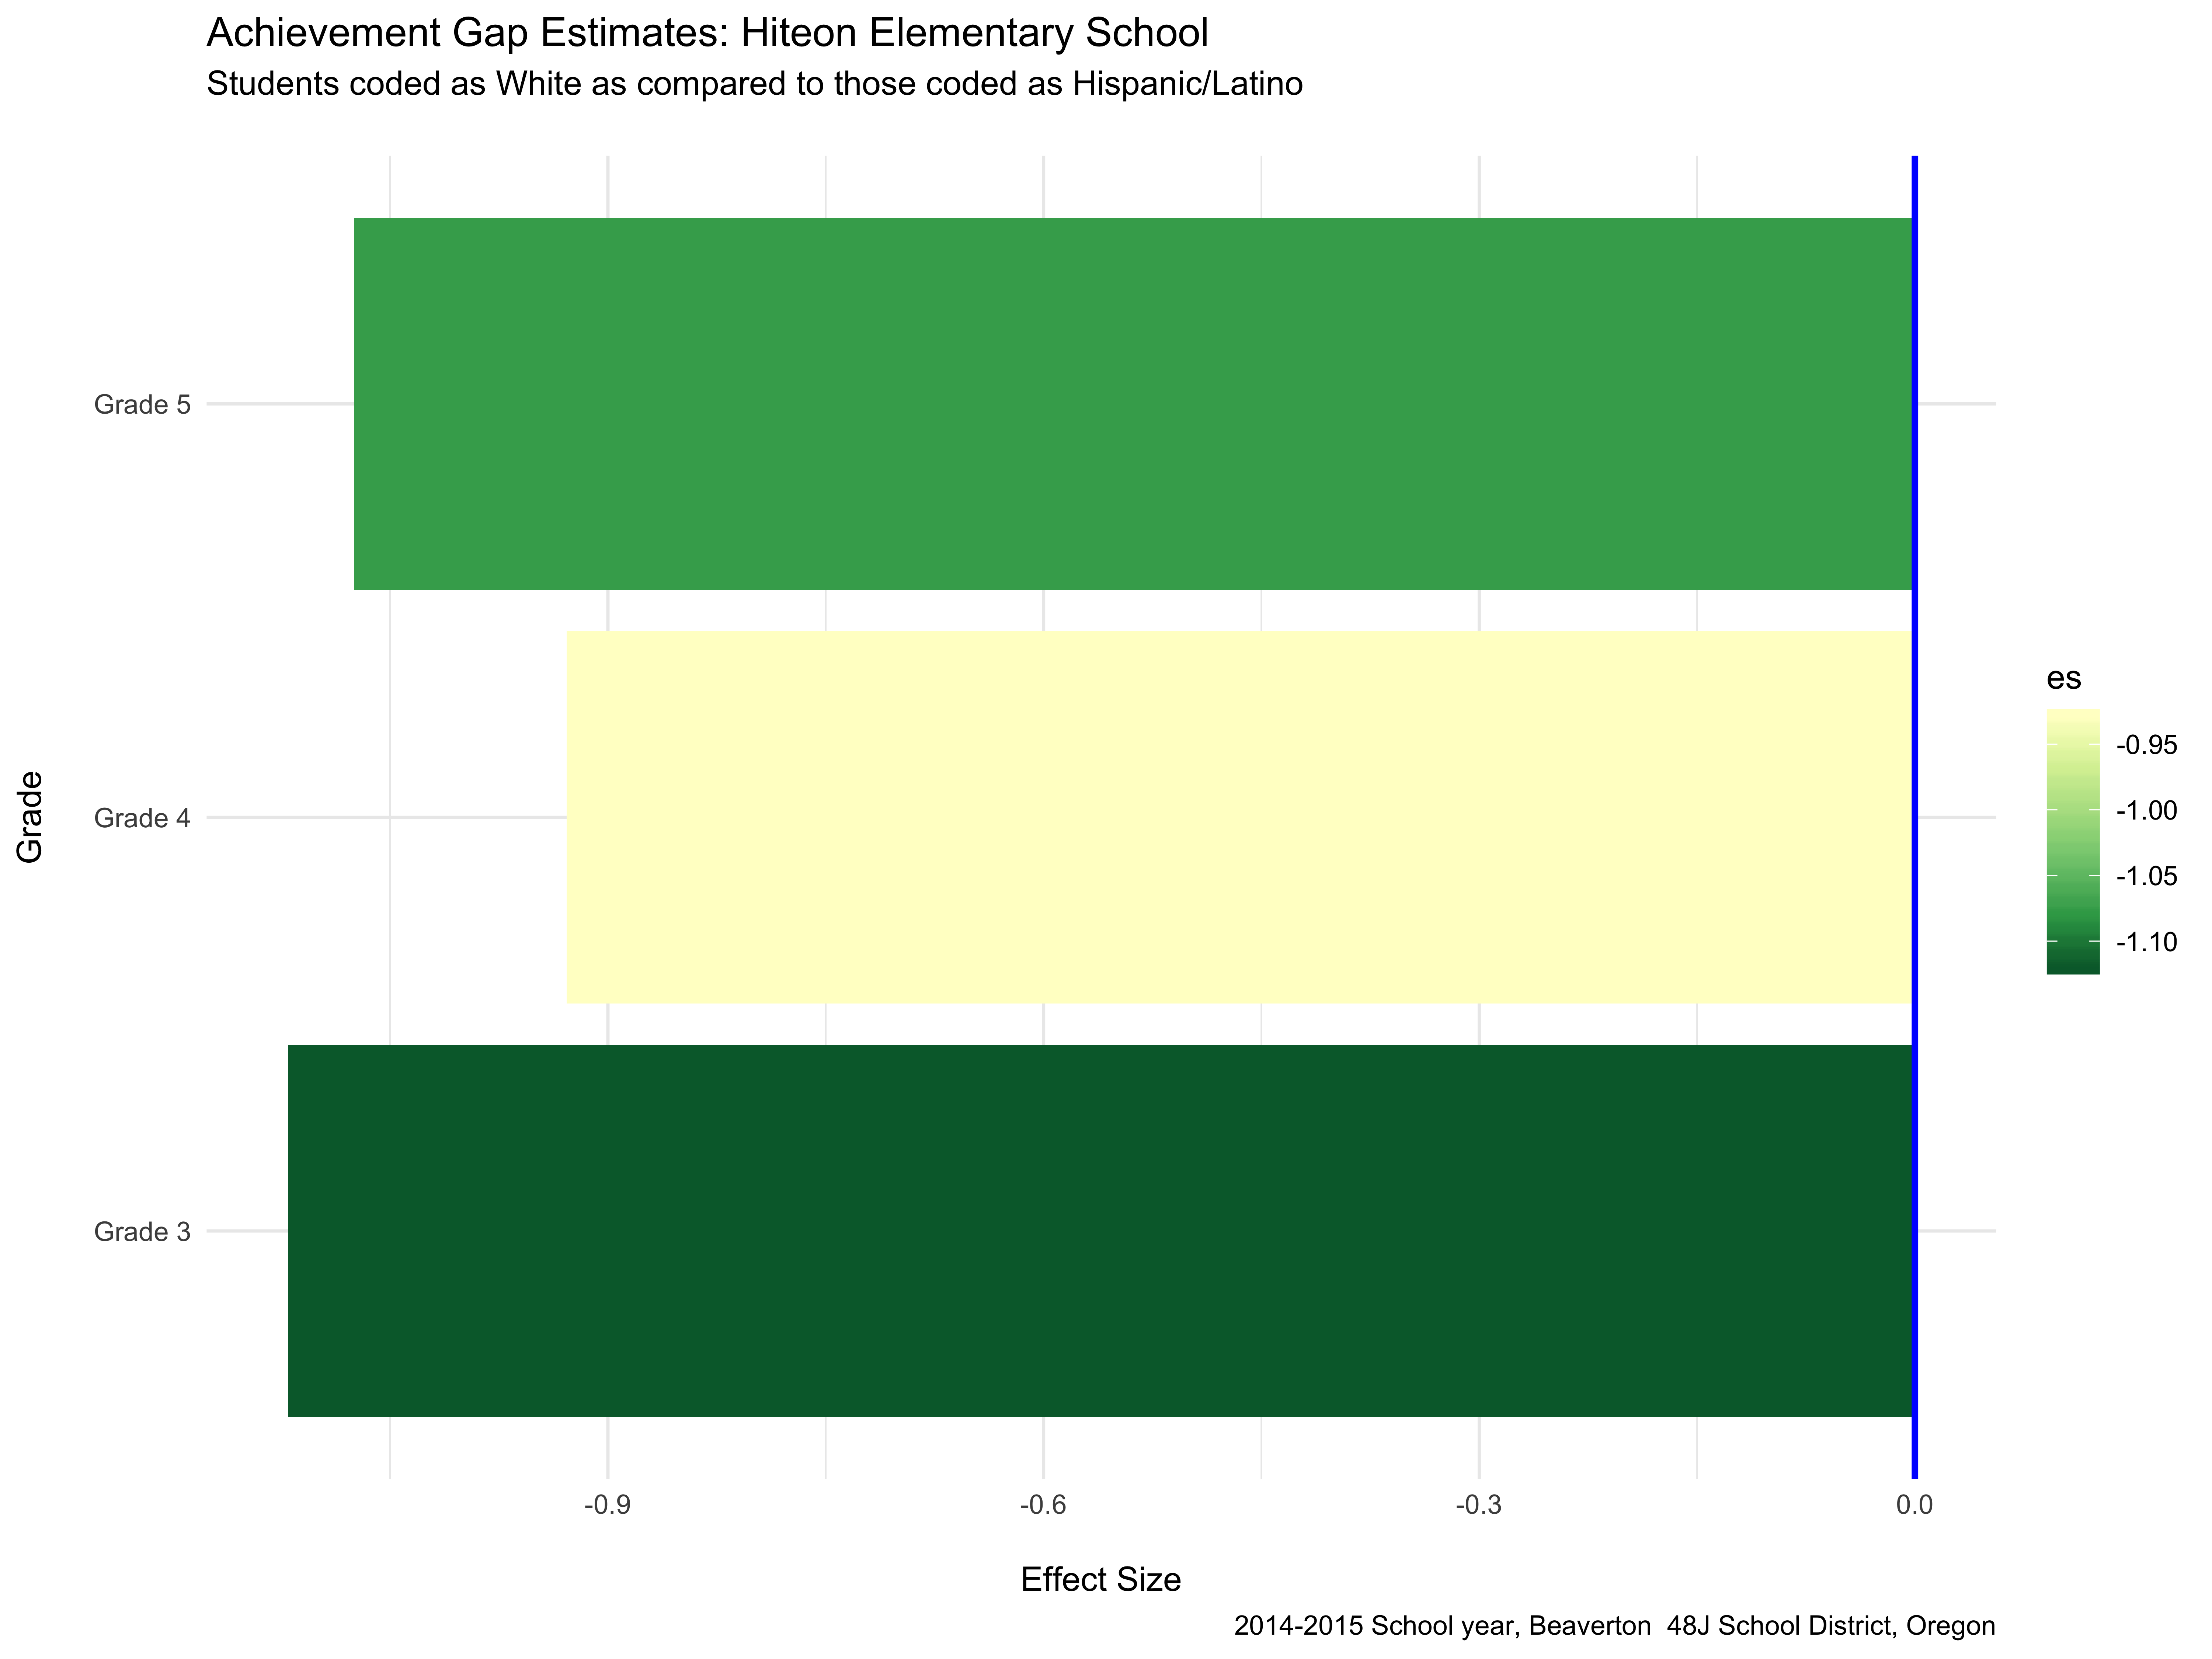 Achievement Gap Estimates: Hiteon Elementary School
Students coded as White as compared to those coded as Hispanic/Latino
Grade
Grade 5
Grade 4
Grade 3
-0.9
-0.6
-0.3
0.0
Effect Size
es
-0.95
-1.00
-1.05
-1.10
2014-2015 School year, Beaverton  48J School District, Oregon